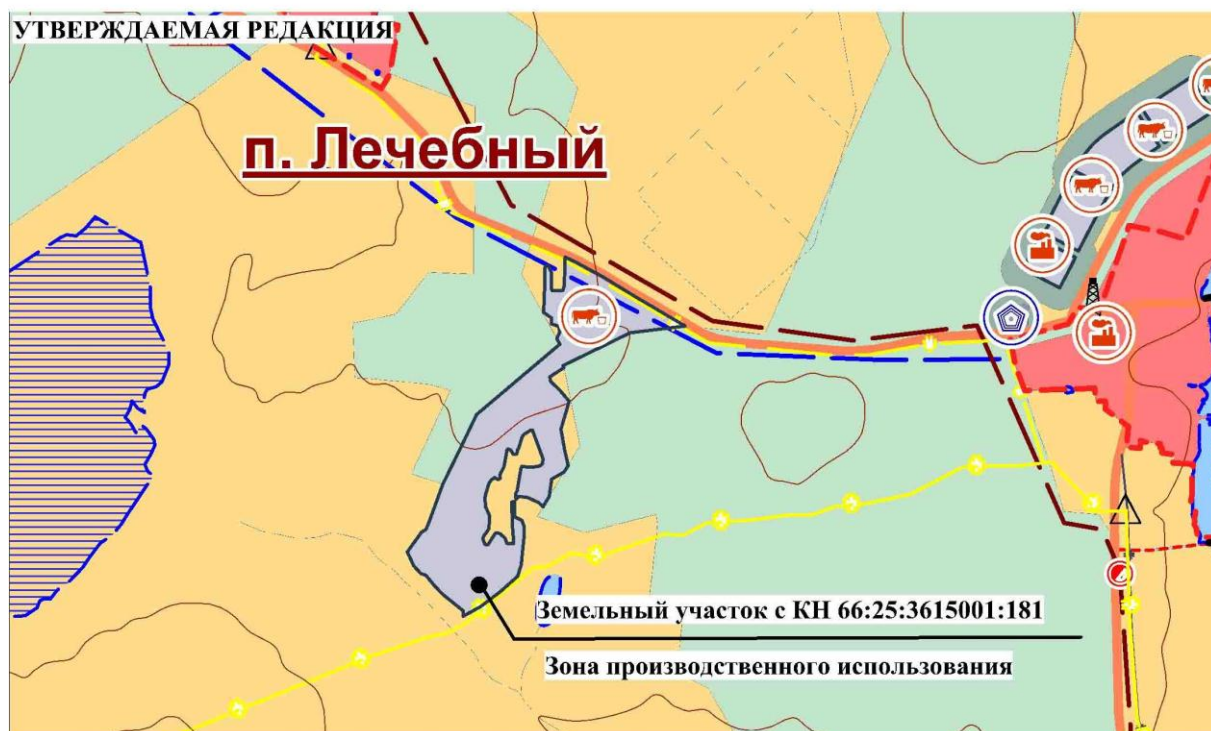 УТВЕРЖДАЕМАЯ РЕДАКЦИЯ
п. Лечебный
Земельный участок с КН 66:25:3615001:181
Зона производственного использования